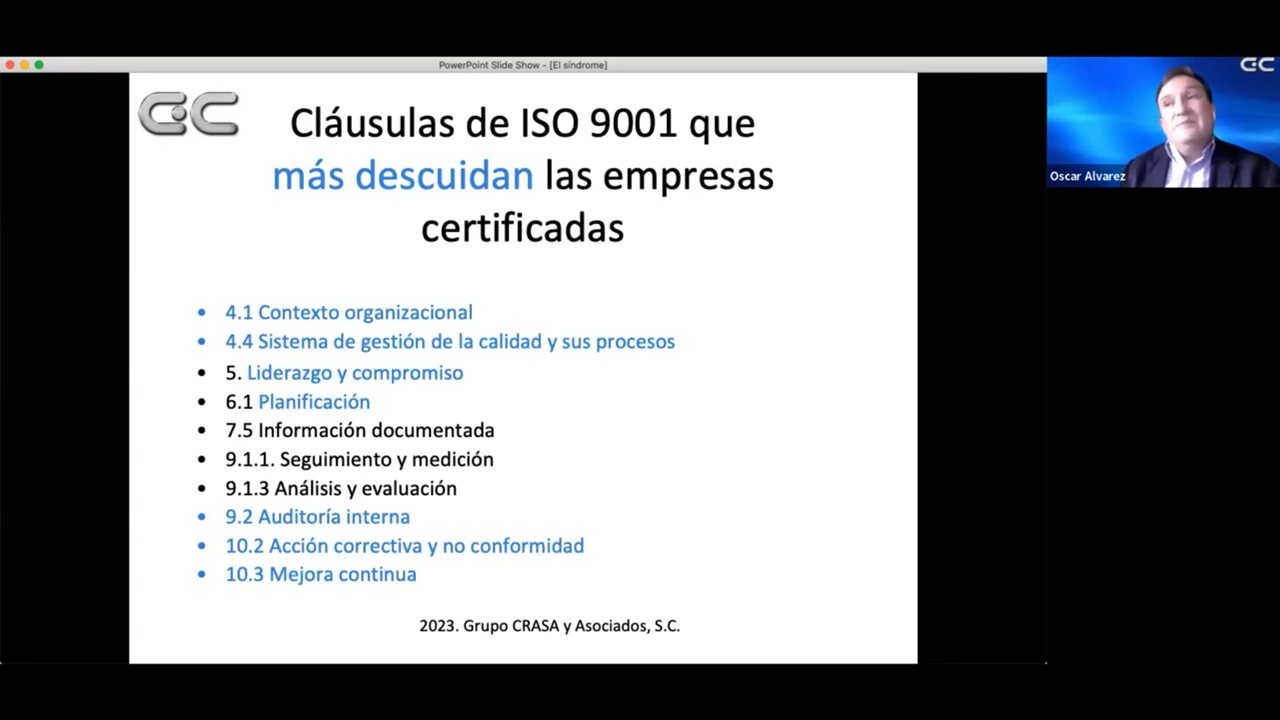 PowerPoint Slide Show - [El síndrome]
GC
GC
Cláusulas de ISO 9001 que
más descuidan las empresas
certificadas
Oscar Alvarez
• 4.1 Contexto organizacional
• 4.4 Sistema de gestión de la calidad y sus procesos
• 5. Liderazgo y compromiso
• 6.1 Planificación
• 7.5 Información documentada
• 9.1.1. Seguimiento y medición
• 9.1.3 Análisis y evaluación
• 9.2 Auditoría interna
• 10.2 Acción correctiva y no conformidad
• 10.3 Mejora continua
2023. Grupo CRASA y Asociados, S.C.